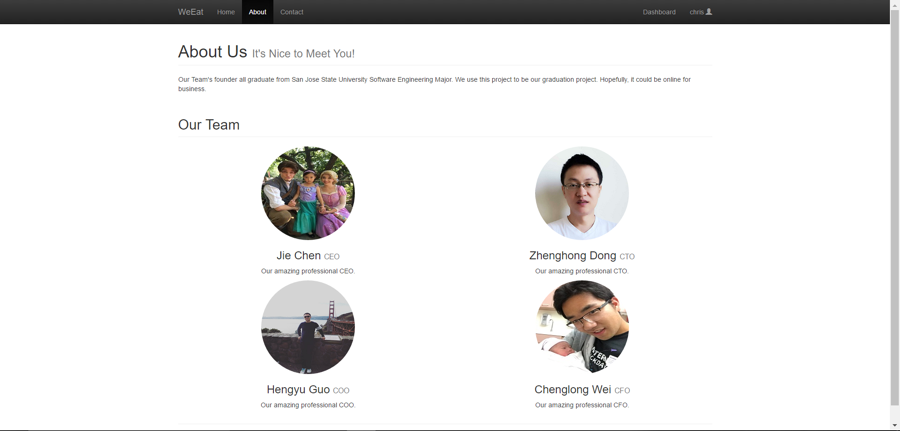 WeEat Home About Contact Dashboard chris
About Us It's Nice to Meet You!
Our Team's founder all graduate from San Jose State University Software Engineering Major. We use this project to be our graduation project. Hopefully, it could be online for
business.
Our Team
Jie Chen CEO
Our amazing professional CEO.
Zhenghong Dong CTO
Our amazing professional CTO.
Hengyu Guo COO
Our amazing professional COO.
Chenglong Wei CFO
Our amazing professional CFO.